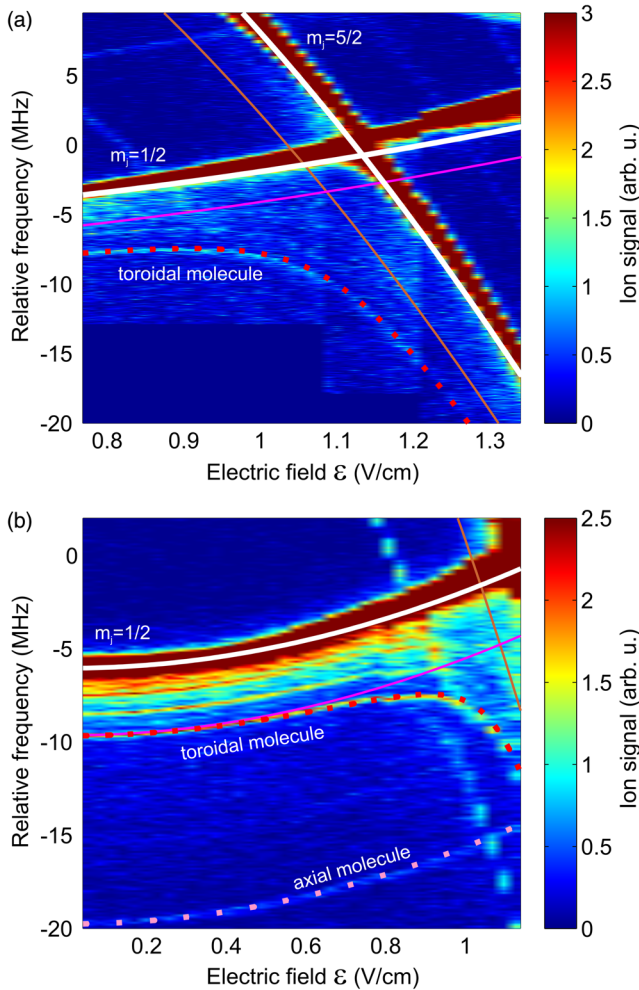 (a)
m_j=5/2
m_j=1/2
toroidal molecule
5
0
-5
-10
-15
-20
Relative frequency (MHz)
0.8 0.9 1 1.1 1.2 1.3
Electric field ε (V/cm)
3
2.5
2
1.5
1
0.5
0
Ion signal (arb. u.)
(b)
m_j=1/2
toroidal molecule
axial molecule
0
-5
-10
-15
-20
Relative frequency (MHz)
0.2 0.4 0.6 0.8 1
Electric field ε (V/cm)
2.5
2
1.5
1
0.5
0
Ion signal (arb. u.)